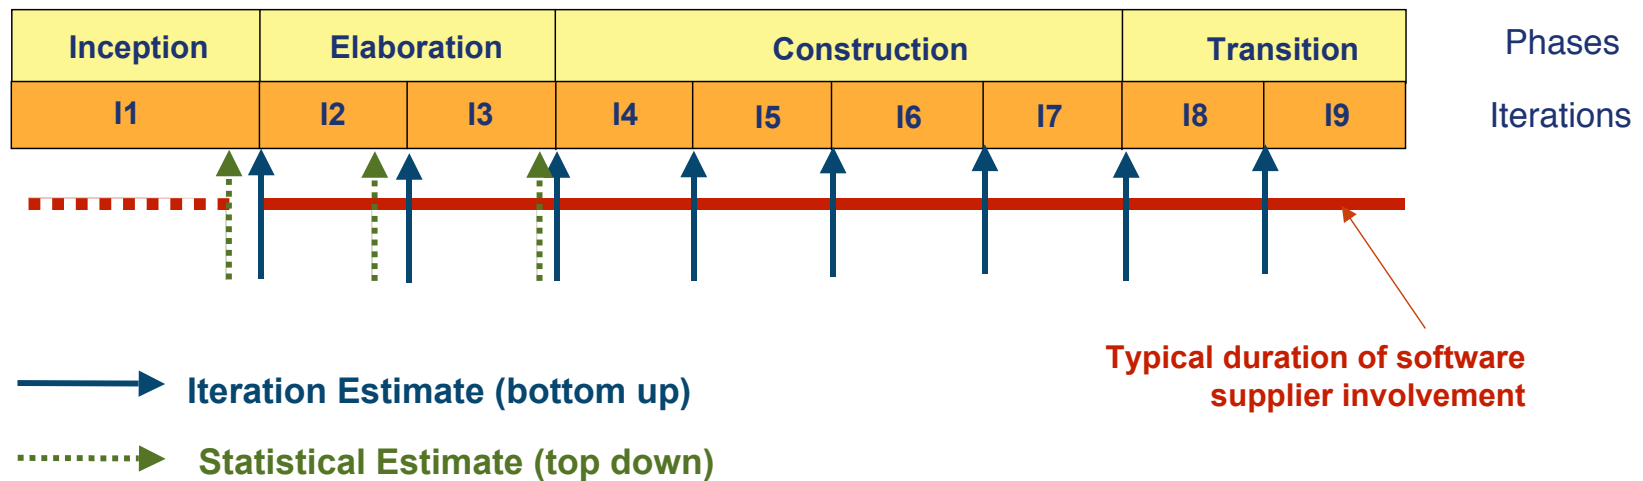 Inception Elaboration Construction Transition Phases
I1 I2 I3 I4 I5 I6 I7 I8 I9 Iterations
Typical duration of software
supplier involvement
Iteration Estimate (bottom up)
Statistical Estimate (top down)